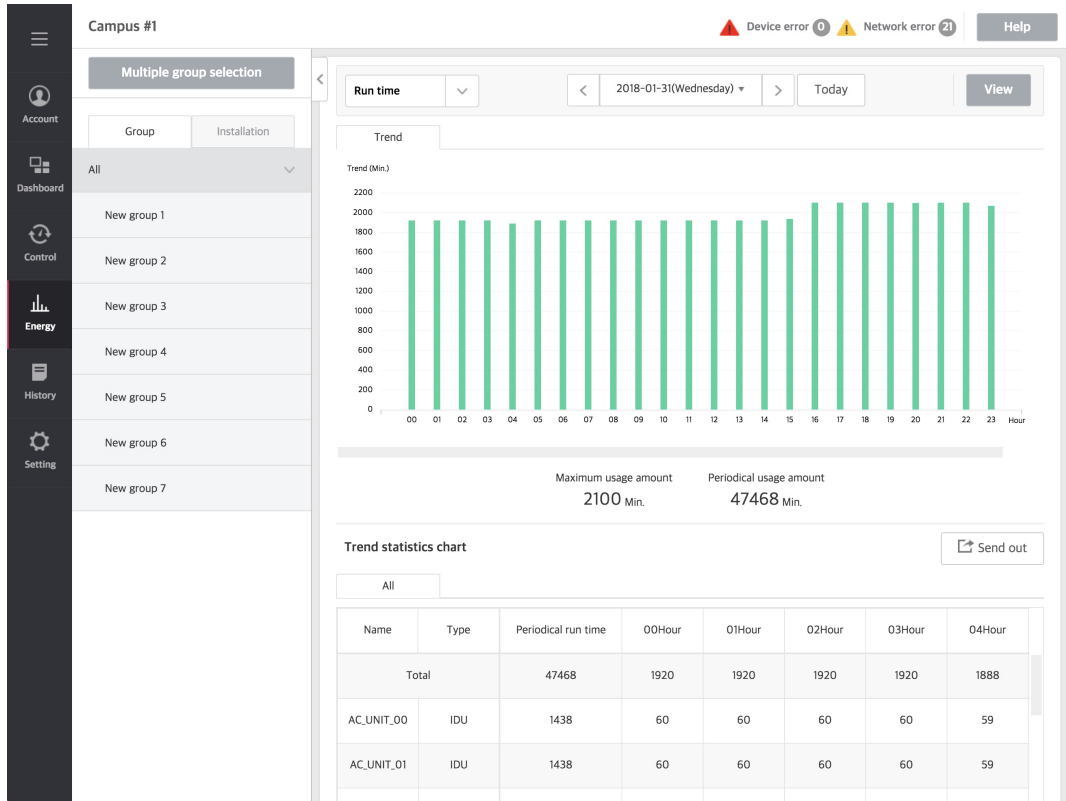 Campus #1
Device error 0
Network error 21
Help
Account
Dashboard
Control
Energy
History
Setting
Multiple group selection
Group
Installation
All
New group 1
New group 2
New group 3
New group 4
New group 5
New group 6
New group 7
Run time
2018-01-31(Wednesday)
Today
View
Trend
Trend (Min.)
2200
2000
1800
1600
1400
1200
1000
800
600
400
200
0
00 01 02 03 04 05 06 07 08 09 10 11 12 13 14 15 16 17 18 19 20 21 22 23 Hour
Maximum usage amount
2100 Min.
Periodical usage amount
47468 Min.
Trend statistics chart
Send out
All
Name Type Periodical run time 00Hour 01Hour 02Hour 03Hour 04Hour
Total 47468 1920 1920 1920 1920 1888
AC_UNIT_00 IDU 1438 60 60 60 60 59
AC_UNIT_01 IDU 1438 60 60 60 60 59